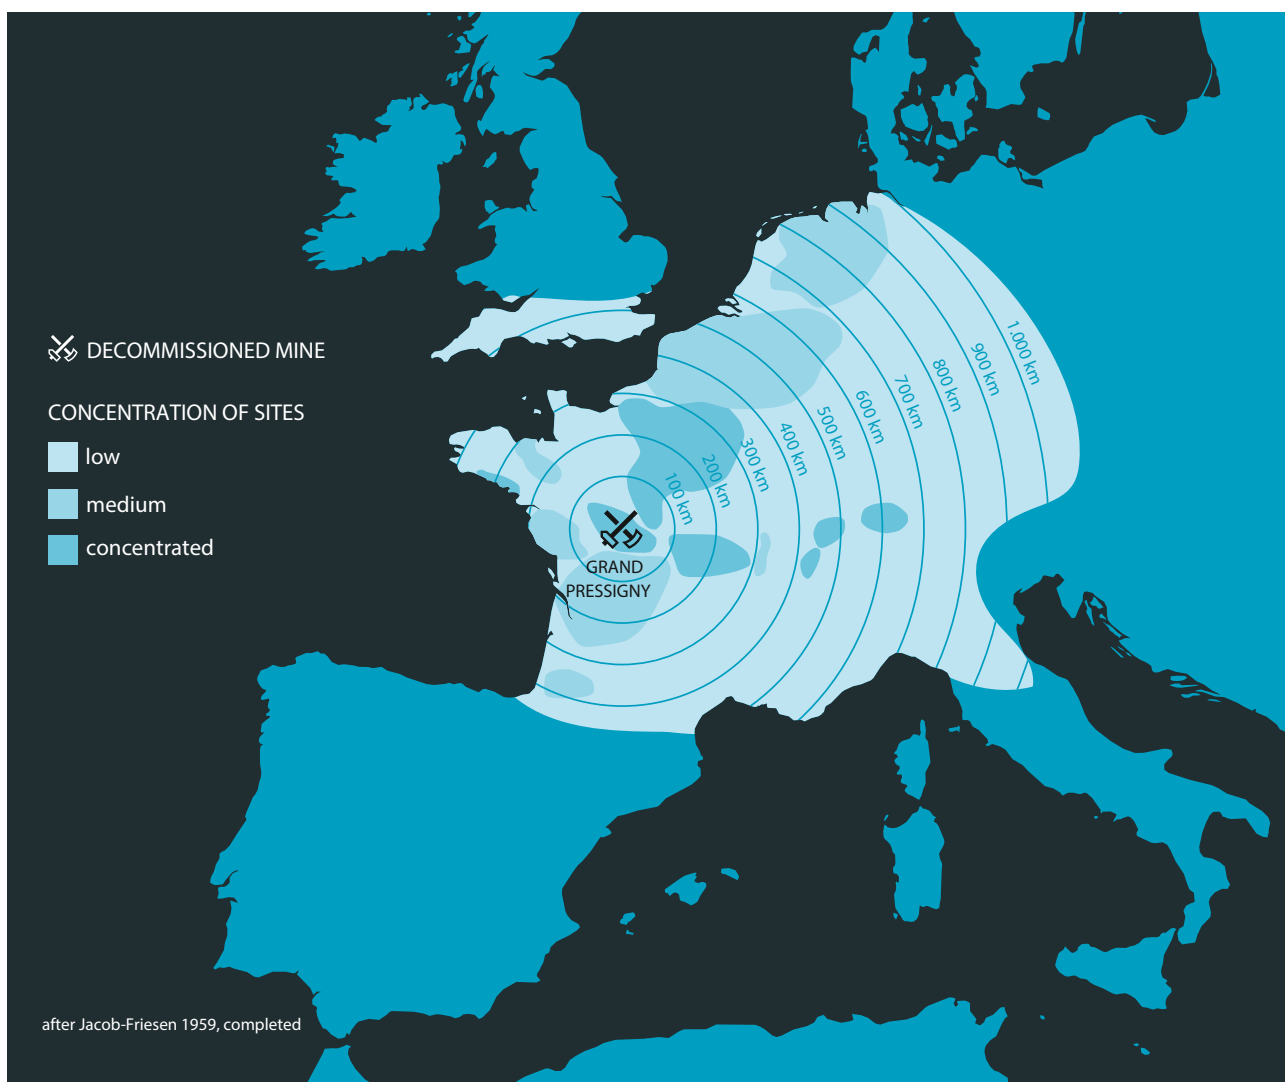 DECOMMISSIONED MINE
CONCENTRATION OF SITES
low
medium
concentrated
100 km
200 km
300 km
400 km
500 km
600 km
700 km
800 km
900 km
1.000 km
GRAND
PRESSIGNY
after Jacob-Friesen 1959, completed